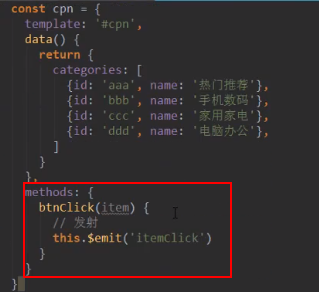 const cpn = {
  template: '#cpn',
  data() {
    return {
      categories: [
        {id: 'aaa', name: '热门推荐'},
        {id: 'bbb', name: '手机数码'},
        {id: 'ccc', name: '家用家电'},
        {id: 'ddd', name: '电脑办公'},
      ]
    }
  },
  methods: {
    btnClick(item) {
      // 发射
      this.$emit('itemClick')
    }
  }
}